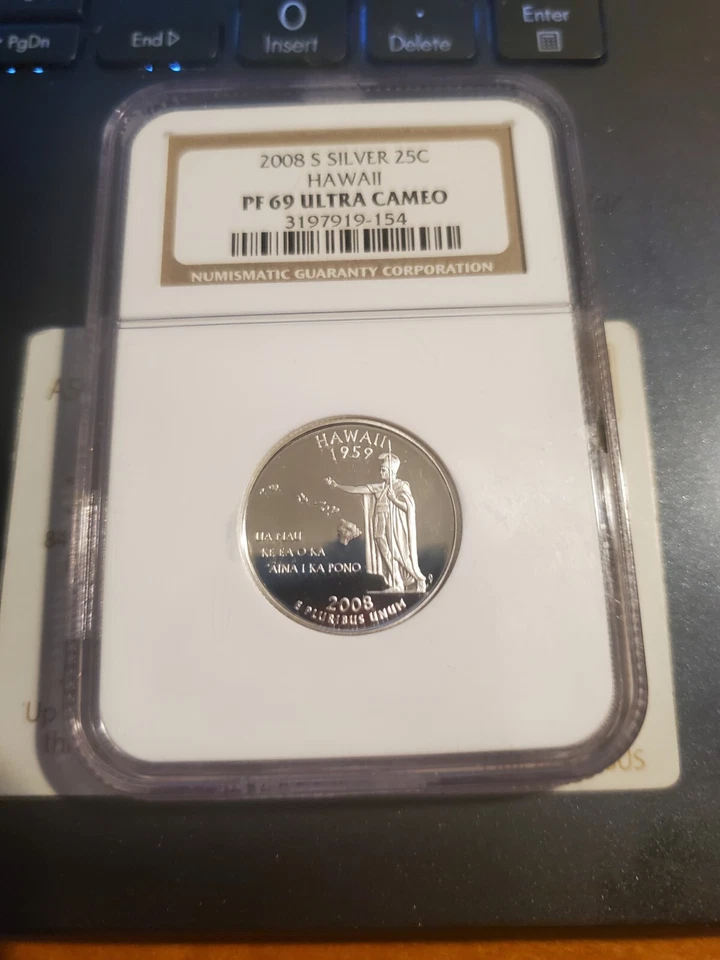 PgDn
End
Insert
Delete
Enter
2008 S SILVER 25C
HAWAII
PF 69 ULTRA CAMEO
3197919-154
NUMISMATIC GUARANTY CORPORATION
HAWAII
1959
UA MAU
KE EA O KA
ʻĀINA I KA PONO
2008
E PLURIBUS UNUM
Up